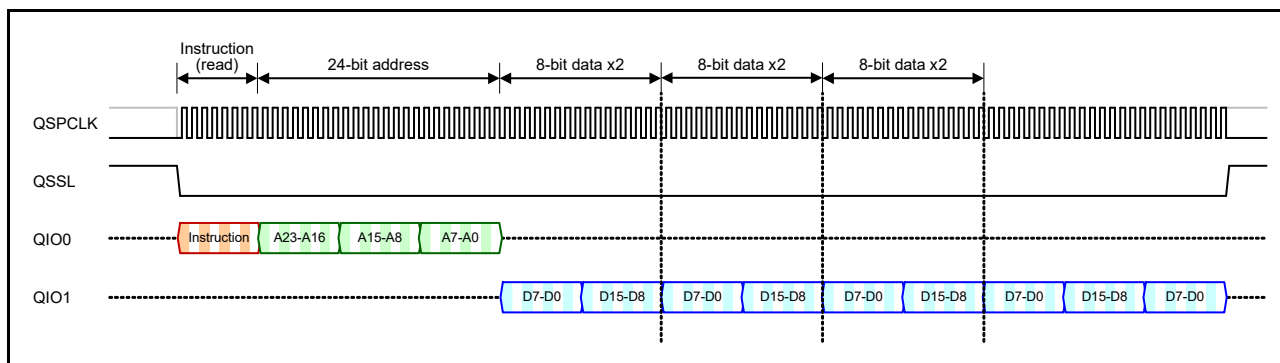 Instruction
(read)
24-bit address
8-bit data x2
8-bit data x2
8-bit data x2
QSPCLK
QSSL
QIO0
Instruction
A23-A16
A15-A8
A7-A0
QIO1
D7-D0
D15-D8
D7-D0
D15-D8
D7-D0
D15-D8
D7-D0
D15-D8
D7-D0